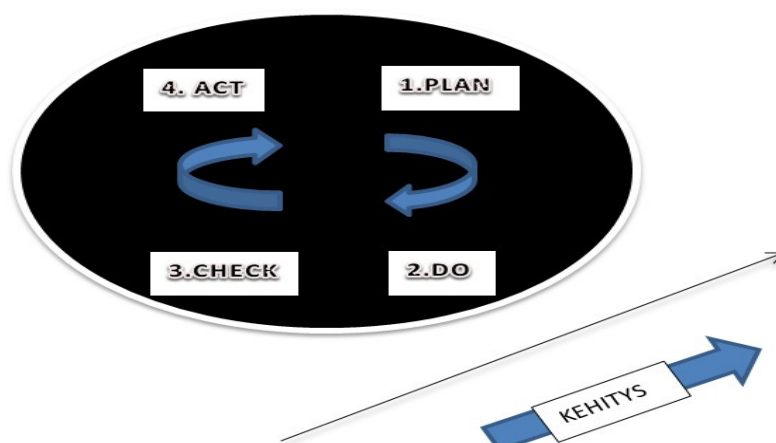 4. ACT
1.PLAN
3.CHECK
2.DO
KEHITYS